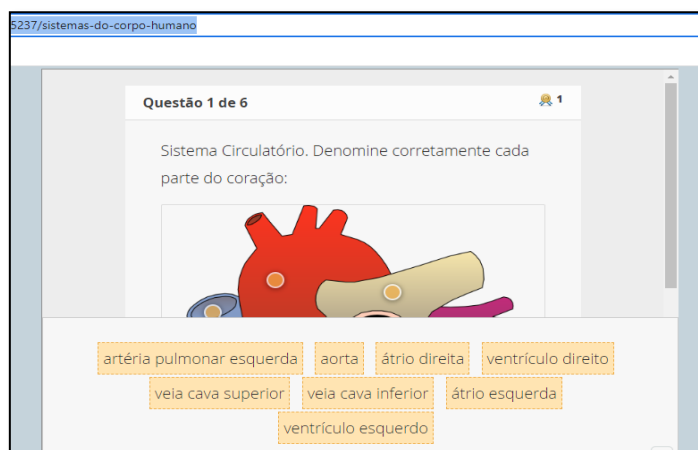 5237/sistemas-do-corpo-humano
Questão 1 de 6
1
Sistema Circulatório. Denomine corretamente cada
parte do coração:
artéria pulmonar esquerda aorta átrio direita ventrículo direito
veia cava superior veia cava inferior átrio esquerda
ventrículo esquerdo